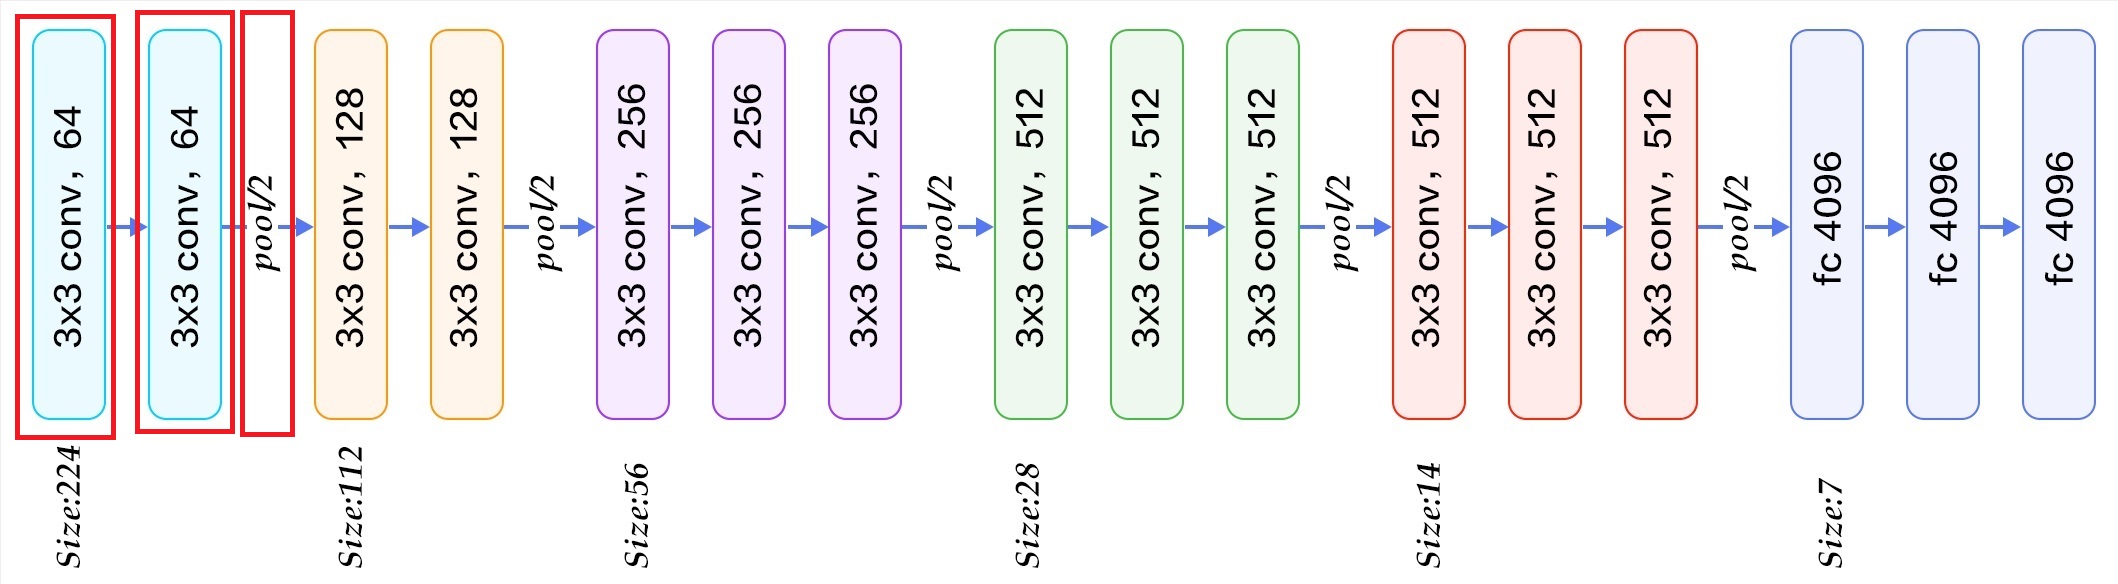 3x3 conv, 64
3x3 conv, 64
pool/2
3x3 conv, 128
3x3 conv, 128
pool/2
3x3 conv, 256
3x3 conv, 256
3x3 conv, 256
pool/2
3x3 conv, 512
3x3 conv, 512
3x3 conv, 512
pool/2
3x3 conv, 512
3x3 conv, 512
3x3 conv, 512
pool/2
fc 4096
fc 4096
fc 4096
Size:224
Size:112
Size:56
Size:28
Size:14
Size:7